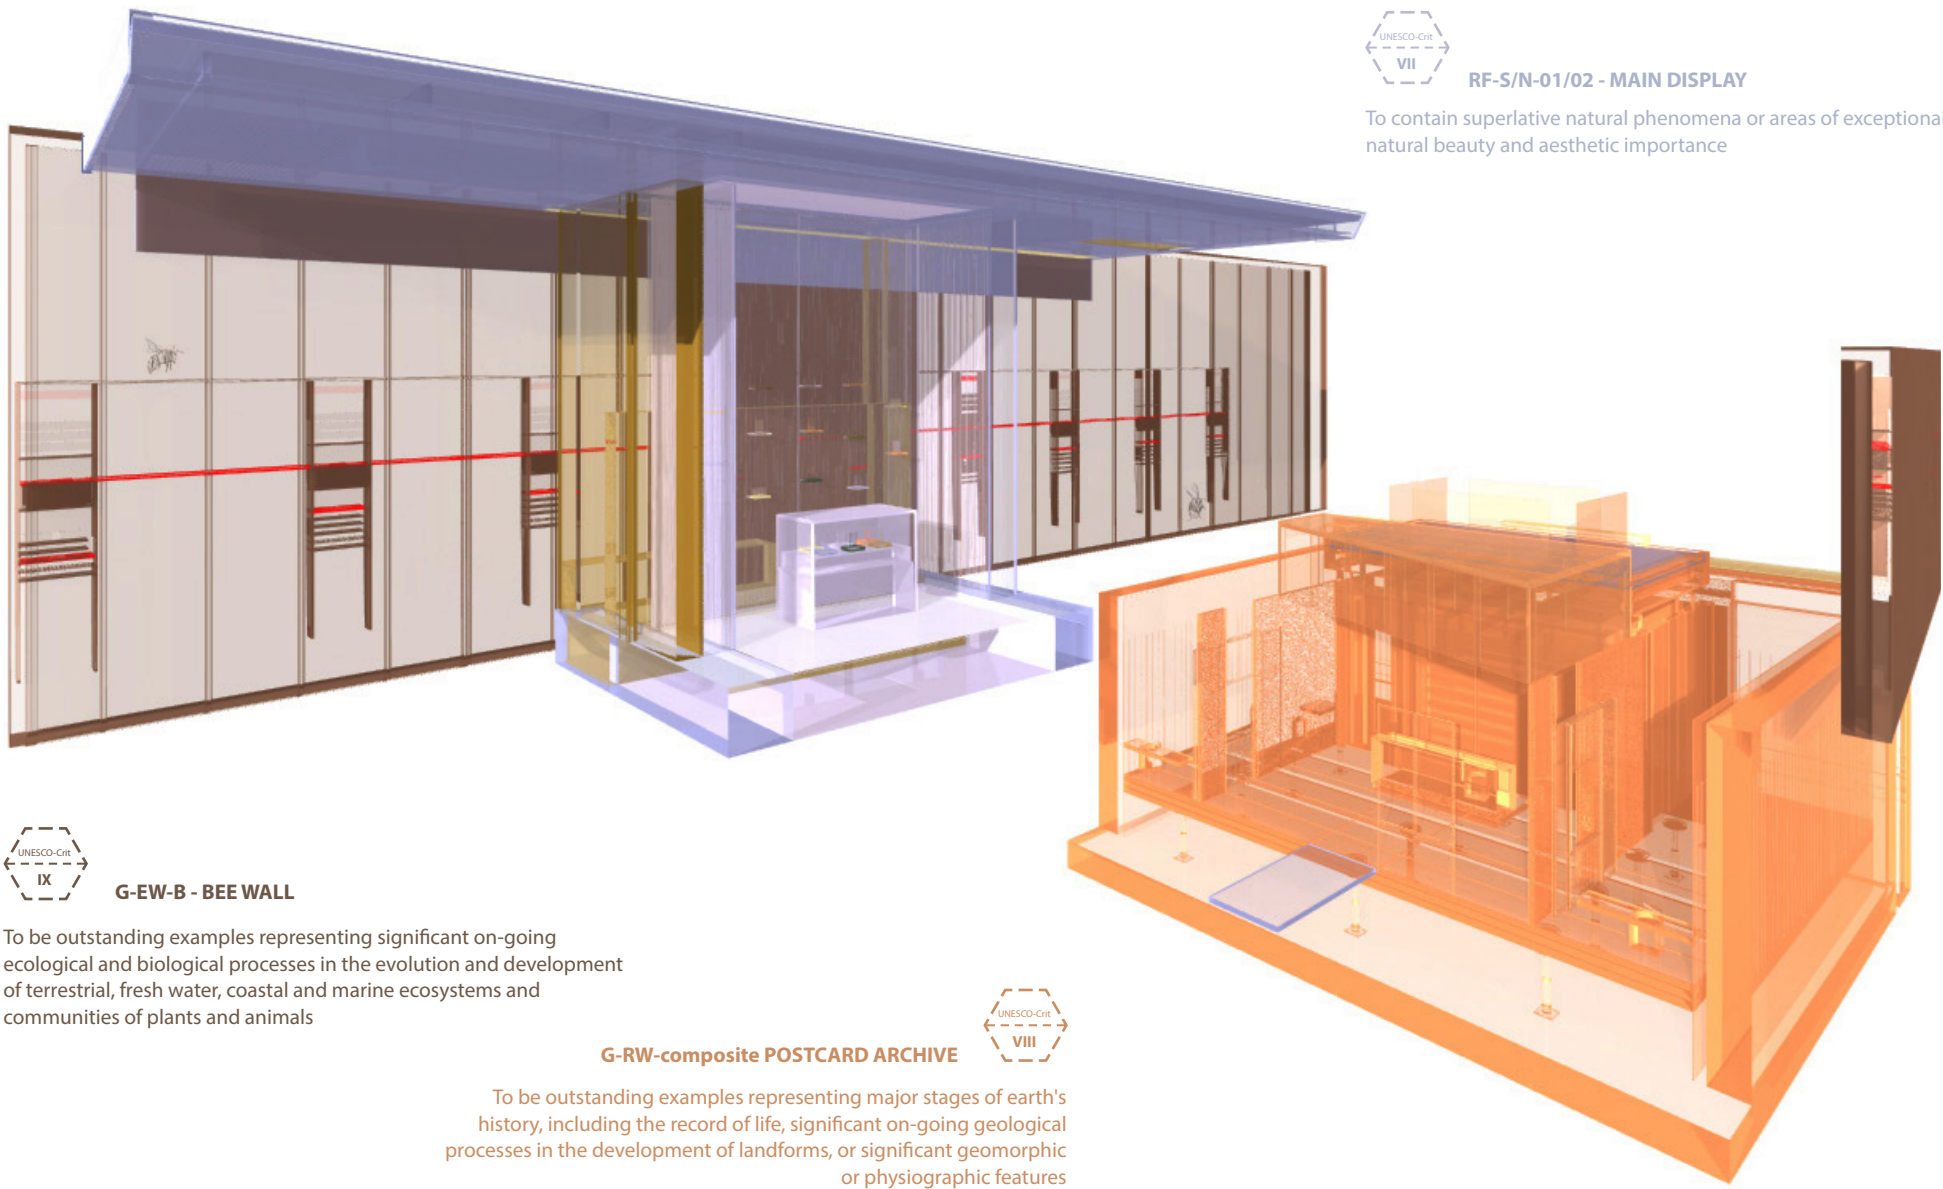 UNESCO-Crit
VII
RF-S/N-01/02 - MAIN DISPLAY
To contain superlative natural phenomena or areas of exceptional
natural beauty and aesthetic importance
UNESCO-Crit
IX
G-EW-B - BEE WALL
To be outstanding examples representing significant on-going
ecological and biological processes in the evolution and development
of terrestrial, fresh water, coastal and marine ecosystems and
communities of plants and animals
UNESCO-Crit
VIII
G-RW-composite POSTCARD ARCHIVE
To be outstanding examples representing major stages of earth's
history, including the record of life, significant on-going geological
processes in the development of landforms, or significant geomorphic
or physiographic features